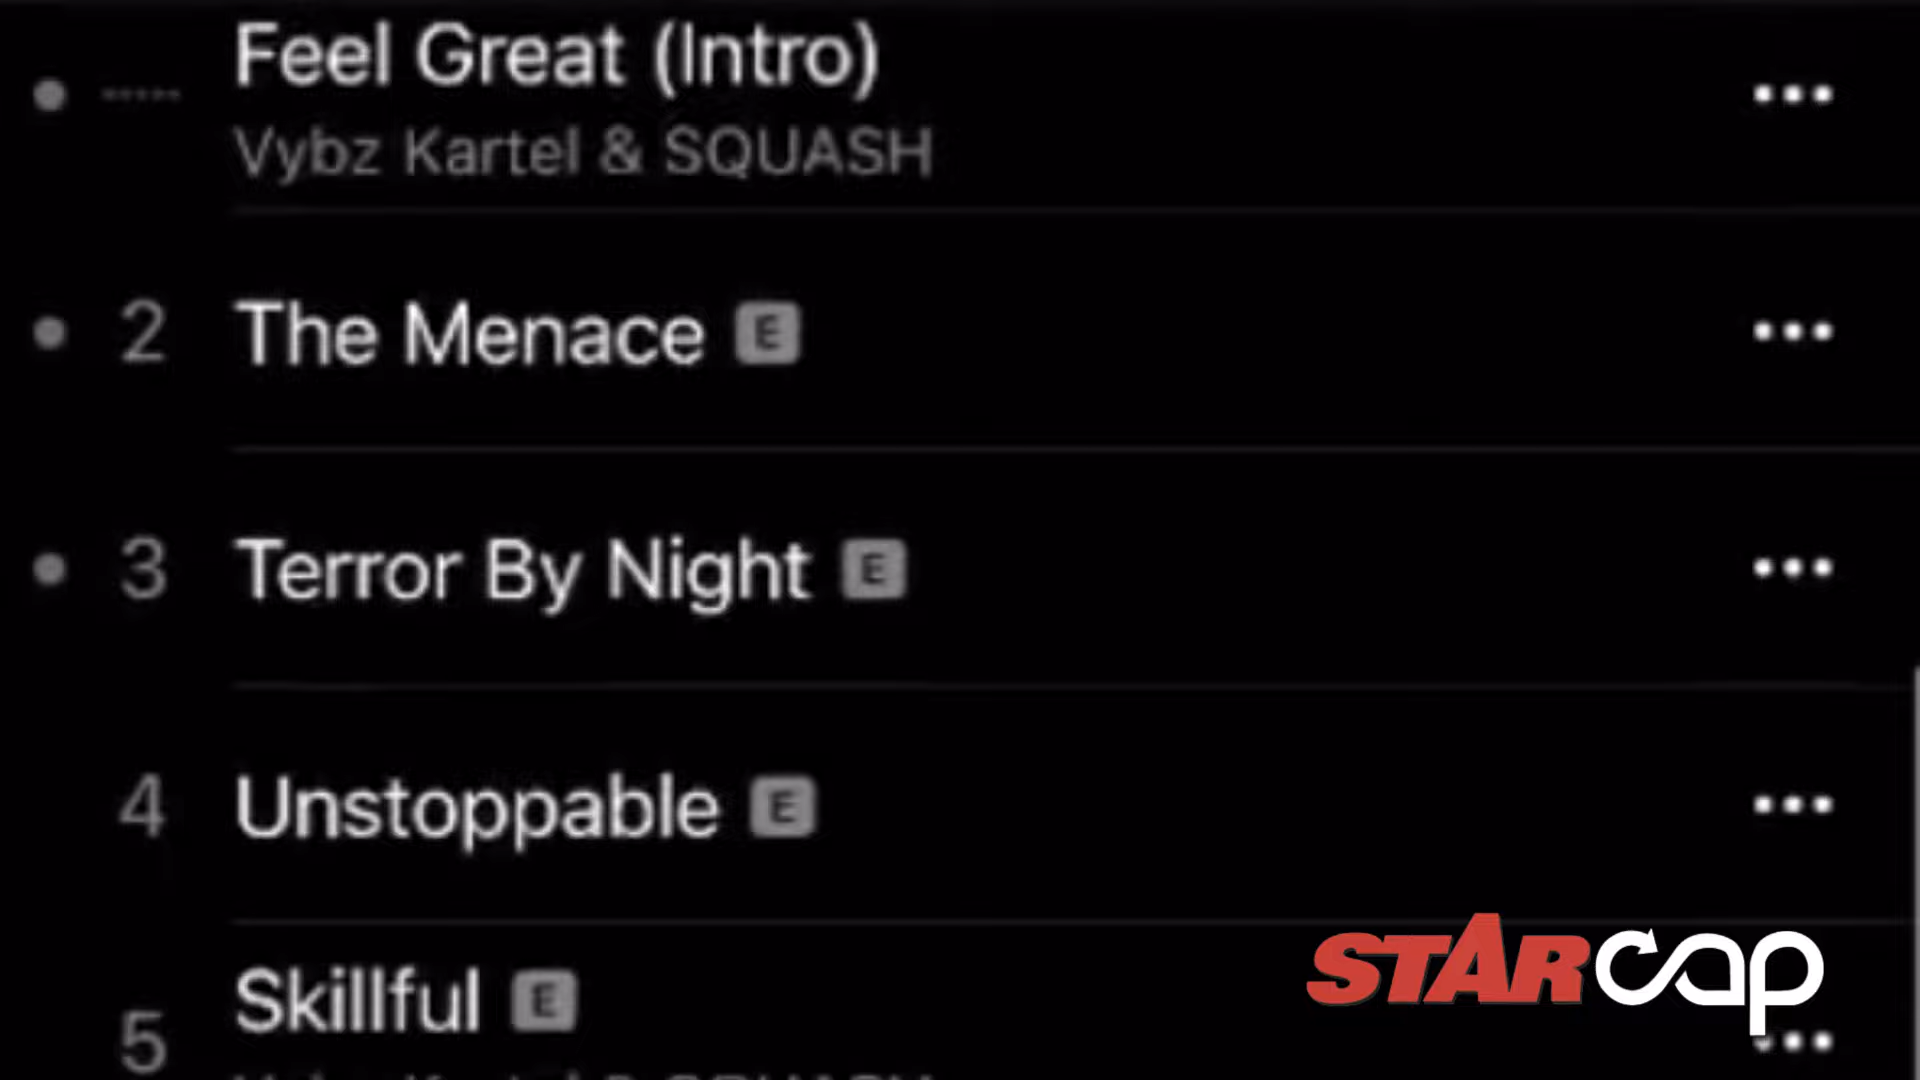 Feel Great (Intro)
Vybz Kartel & SQUASH
2 The Menace E
3 Terror By Night E
4 Unstoppable E
5 Skillful E
STARCap